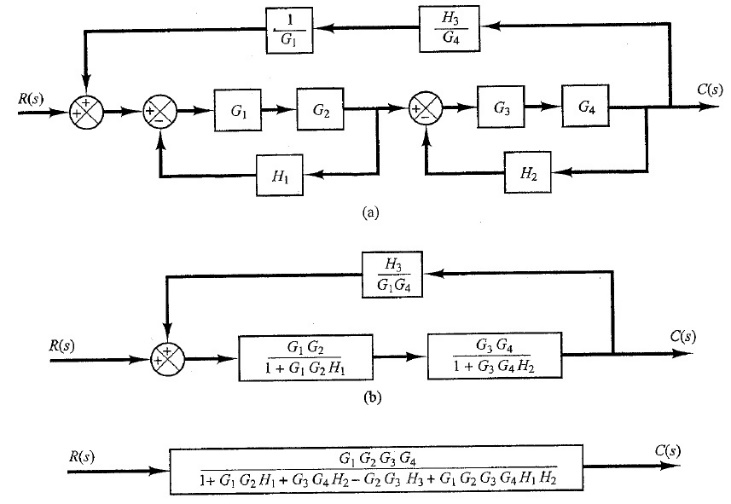 1
G1
H3
G4
R(s)
+
+
+
−
G1
G2
+
−
G3
G4
C(s)
H1
H2
(a)
H3
G1G4
R(s)
+
+
G1 G2
1 + G1 G2 H1
G3 G4
1 + G3 G4 H2
C(s)
(b)
R(s)
G1 G2 G3 G4
1 + G1 G2 H1 + G3 G4 H2 − G2 G3 H3 + G1 G2 G3 G4 H1 H2
C(s)